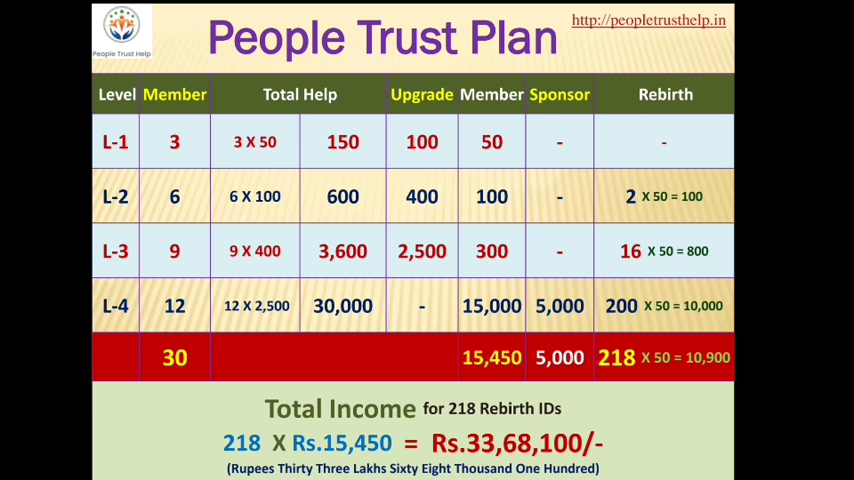 People Trust Help
People Trust Plan
http://peopletrusthelp.in
Level Member Total Help Upgrade Member Sponsor Rebirth
L-1 3 3 X 50 150 100 50 - -
L-2 6 6 X 100 600 400 100 - 2 X 50 = 100
L-3 9 9 X 400 3,600 2,500 300 - 16 X 50 = 800
L-4 12 12 X 2,500 30,000 - 15,000 5,000 200 X 50 = 10,000
30 15,450 5,000 218 X 50 = 10,900
Total Income for 218 Rebirth IDs
218 X Rs.15,450 = Rs.33,68,100/-
(Rupees Thirty Three Lakhs Sixty Eight Thousand One Hundred)